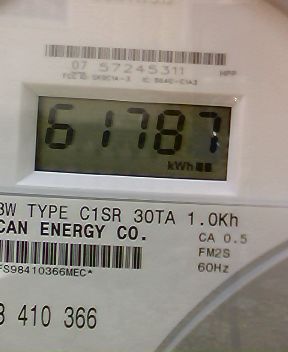 07 57245311
61787
kWh
3W TYPE C1SR 30TA 1.0Kh
CAN ENERGY CO.
CA 0.5
FM2S
60Hz
FS98410366MEC*
410 366